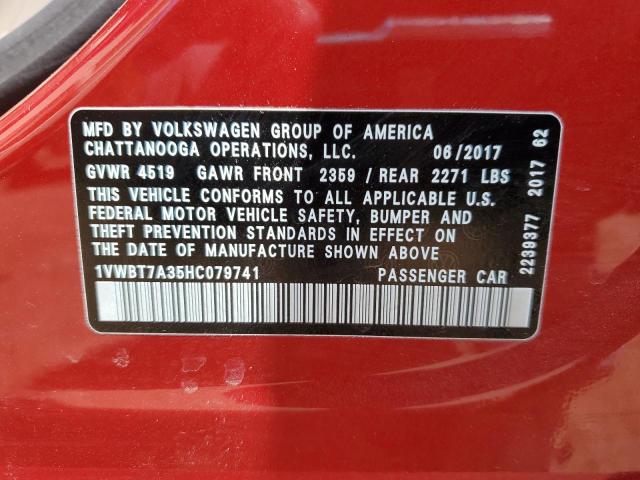 MFD BY VOLKSWAGEN GROUP OF AMERICA
CHATTANOOGA OPERATIONS, LLC. 06/2017
GVWR 4519 GAWR FRONT 2359 / REAR 2271 LBS
THIS VEHICLE CONFORMS TO ALL APPLICABLE U.S.
FEDERAL MOTOR VEHICLE SAFETY, BUMPER AND
THEFT PREVENTION STANDARDS IN EFFECT ON
THE DATE OF MANUFACTURE SHOWN ABOVE
1VWBT7A35HC079741 PASSENGER CAR
2239377 2017 62